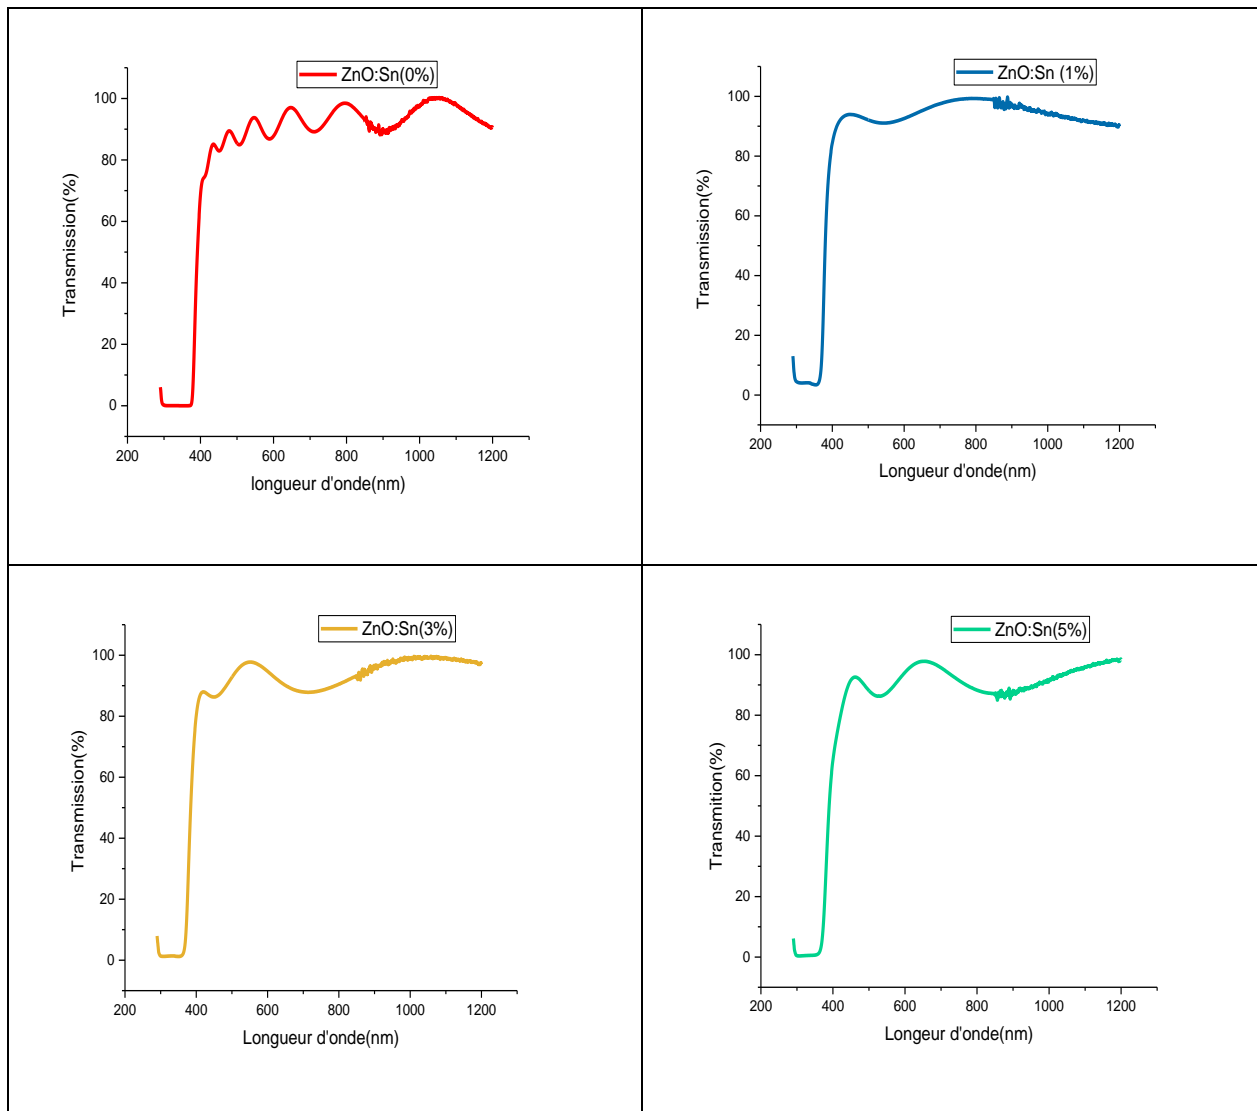 ZnO:Sn(0%)
Transmission(%)
100
80
60
40
20
0
200 400 600 800 1000 1200
longueur d'onde(nm)
ZnO:Sn (1%)
Transmission(%)
100
80
60
40
20
0
200 400 600 800 1000 1200
Longueur d'onde(nm)
ZnO:Sn(3%)
Transmission(%)
100
80
60
40
20
0
200 400 600 800 1000 1200
Longueur d'onde(nm)
ZnO:Sn(5%)
Transmition(%)
100
80
60
40
20
0
200 400 600 800 1000 1200
Longeur d'onde(nm)